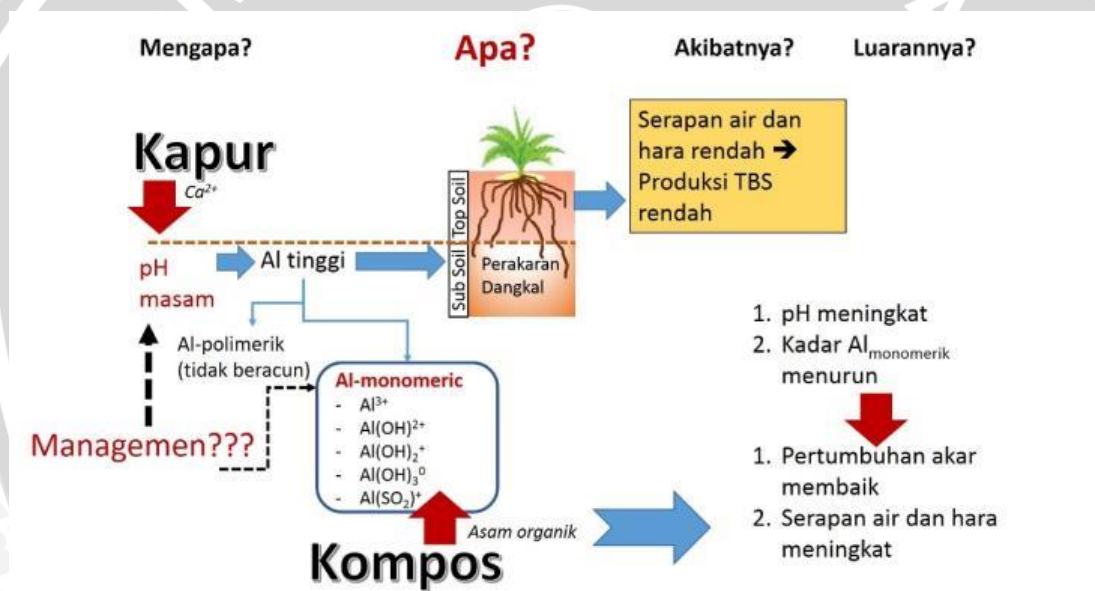 Mengapa?
Apa?
Akibatnya?
Luarannya?
Kapur
Ca²⁺
Serapan air dan
hara rendah ➔
Produksi TBS
rendah
Top Soil
Sub Soil
pH
masam
Al tinggi
Perakaran
Dangkal
Al-polimerik
(tidak beracun)
Managemen???
Al-monomeric
- Al³⁺
- Al(OH)²⁺
- Al(OH)₂⁺
- Al(OH)₃⁰
- Al(SO₂)⁺
Asam organik
Kompos
1. pH meningkat
2. Kadar Al monomerik
menurun
1. Pertumbuhan akar
membaik
2. Serapan air dan hara
meningkat